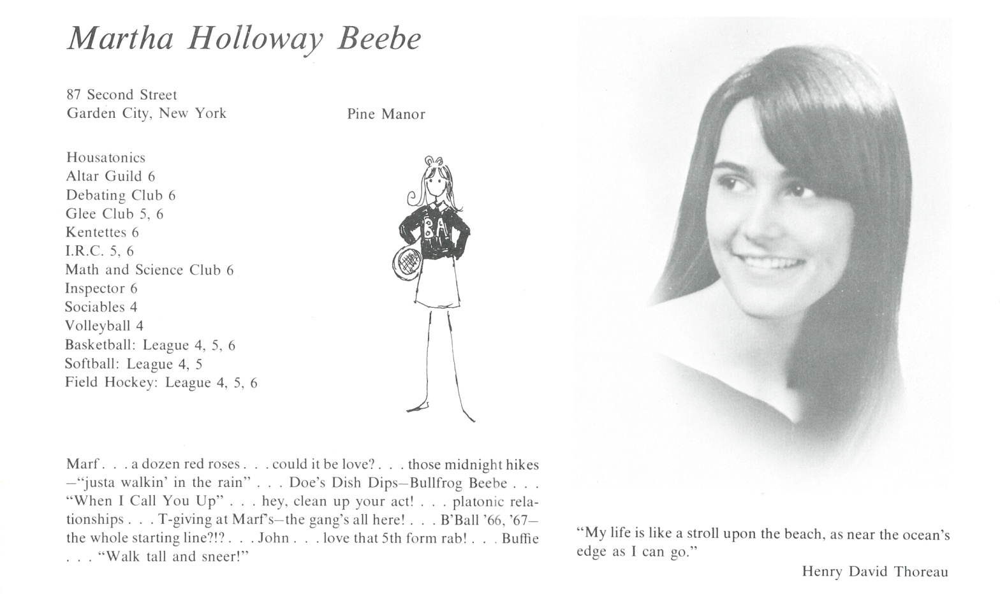 Martha Holloway Beebe
87 Second Street
Garden City, New York
Pine Manor
Housatonics
Altar Guild 6
Debating Club 6
Glee Club 5, 6
Kentettes 6
I.R.C. 5, 6
Math and Science Club 6
Inspector 6
Sociables 4
Volleyball 4
Basketball: League 4, 5, 6
Softball: League 4, 5
Field Hockey: League 4, 5, 6
BA
Marf . . . a dozen red roses . . . could it be love? . . . those midnight hikes
—“justa walkin’ in the rain” . . . Doe’s Dish Dips—Bullfrog Beebe . . .
“When I Call You Up” . . . hey, clean up your act! . . . platonic rela-
tionships . . . T-giving at Marf’s—the gang’s all here! . . . B’Ball ’66, ’67—
the whole starting line?!? . . . John . . . love that 5th form rab! . . . Buffie
. . . “Walk tall and sneer!”
“My life is like a stroll upon the beach, as near the ocean’s
edge as I can go.”
Henry David Thoreau